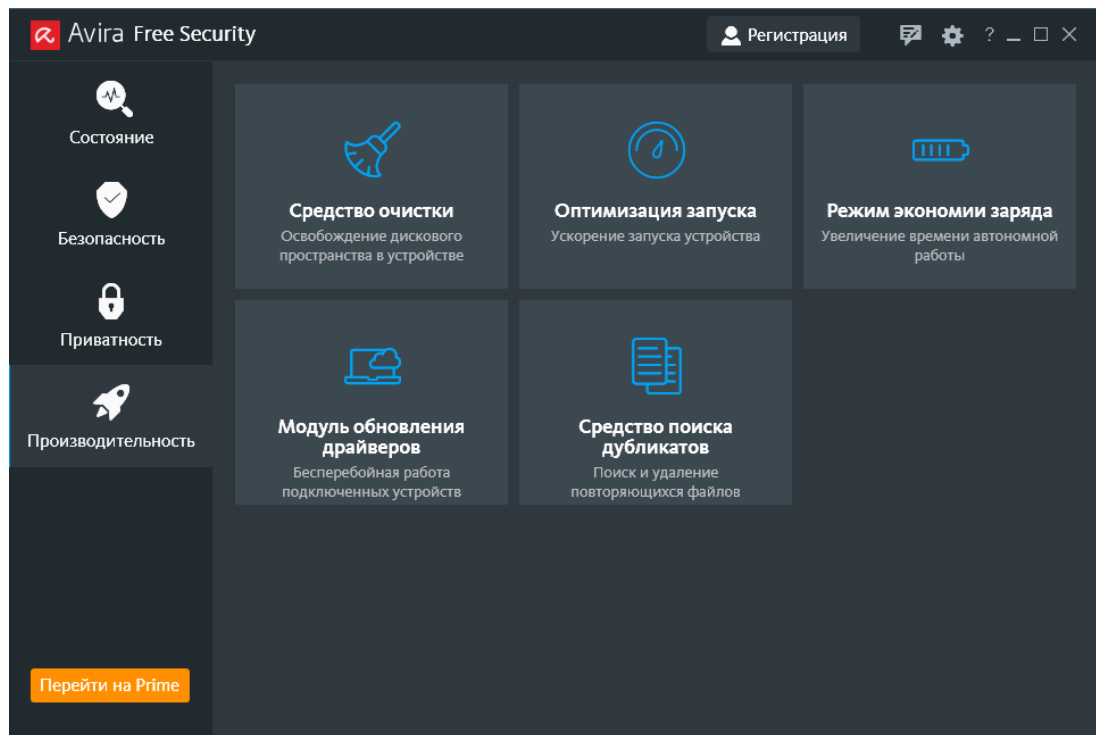 Avira Free Security
Регистрация
?
Состояние
Безопасность
Приватность
Производительность
Перейти на Prime
Средство очистки
Освобождение дискового
пространства в устройстве
Оптимизация запуска
Ускорение запуска устройства
Режим экономии заряда
Увеличение времени автономной
работы
Модуль обновления
драйверов
Бесперебойная работа
подключенных устройств
Средство поиска
дубликатов
Поиск и удаление
повторяющихся файлов